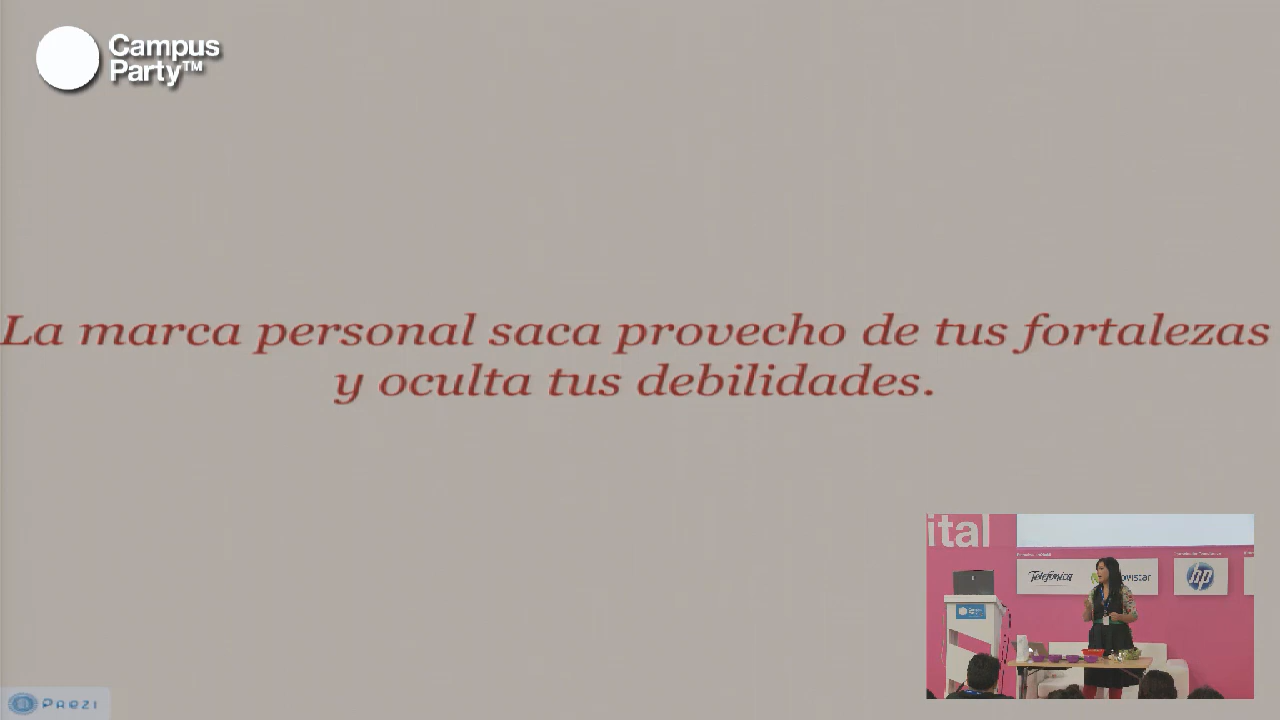 Campus
Party™
La marca personal saca provecho de tus fortalezas
y oculta tus debilidades.
ital
Telefónica
movistar
hp
PREZI